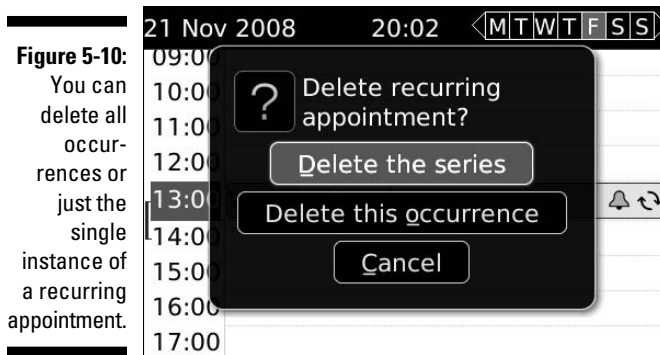 Figure 5-10:
You can
delete all
occur-
rences or
just the
single
instance of
a recurring
appointment.
21 Nov 2008 20:02 M T W T F S S
09:00
10:00
11:00
12:00
13:00
14:00
15:00
16:00
17:00
?
Delete recurring
appointment?
Delete the series
Delete this occurrence
Cancel